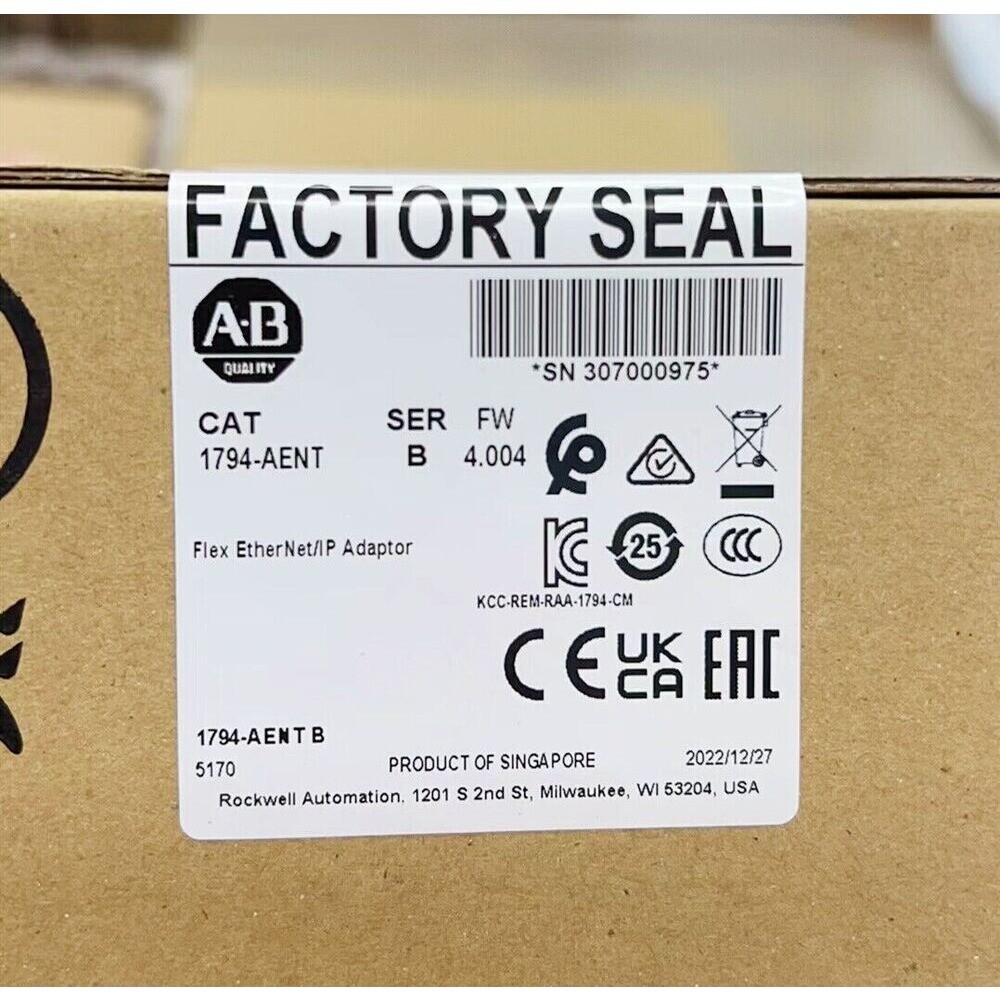 FACTORY SEAL
A-B
QUALITY
*SN 307000975*
CAT SER FW
1794-AENT B 4.004
Flex EtherNet/IP Adaptor
25
CCC
KCC-REM-RAA-1794-CM
CE UK CA EAC
1794-AENT B
5170 PRODUCT OF SINGAPORE 2022/12/27
Rockwell Automation, 1201 S 2nd St, Milwaukee, WI 53204, USA